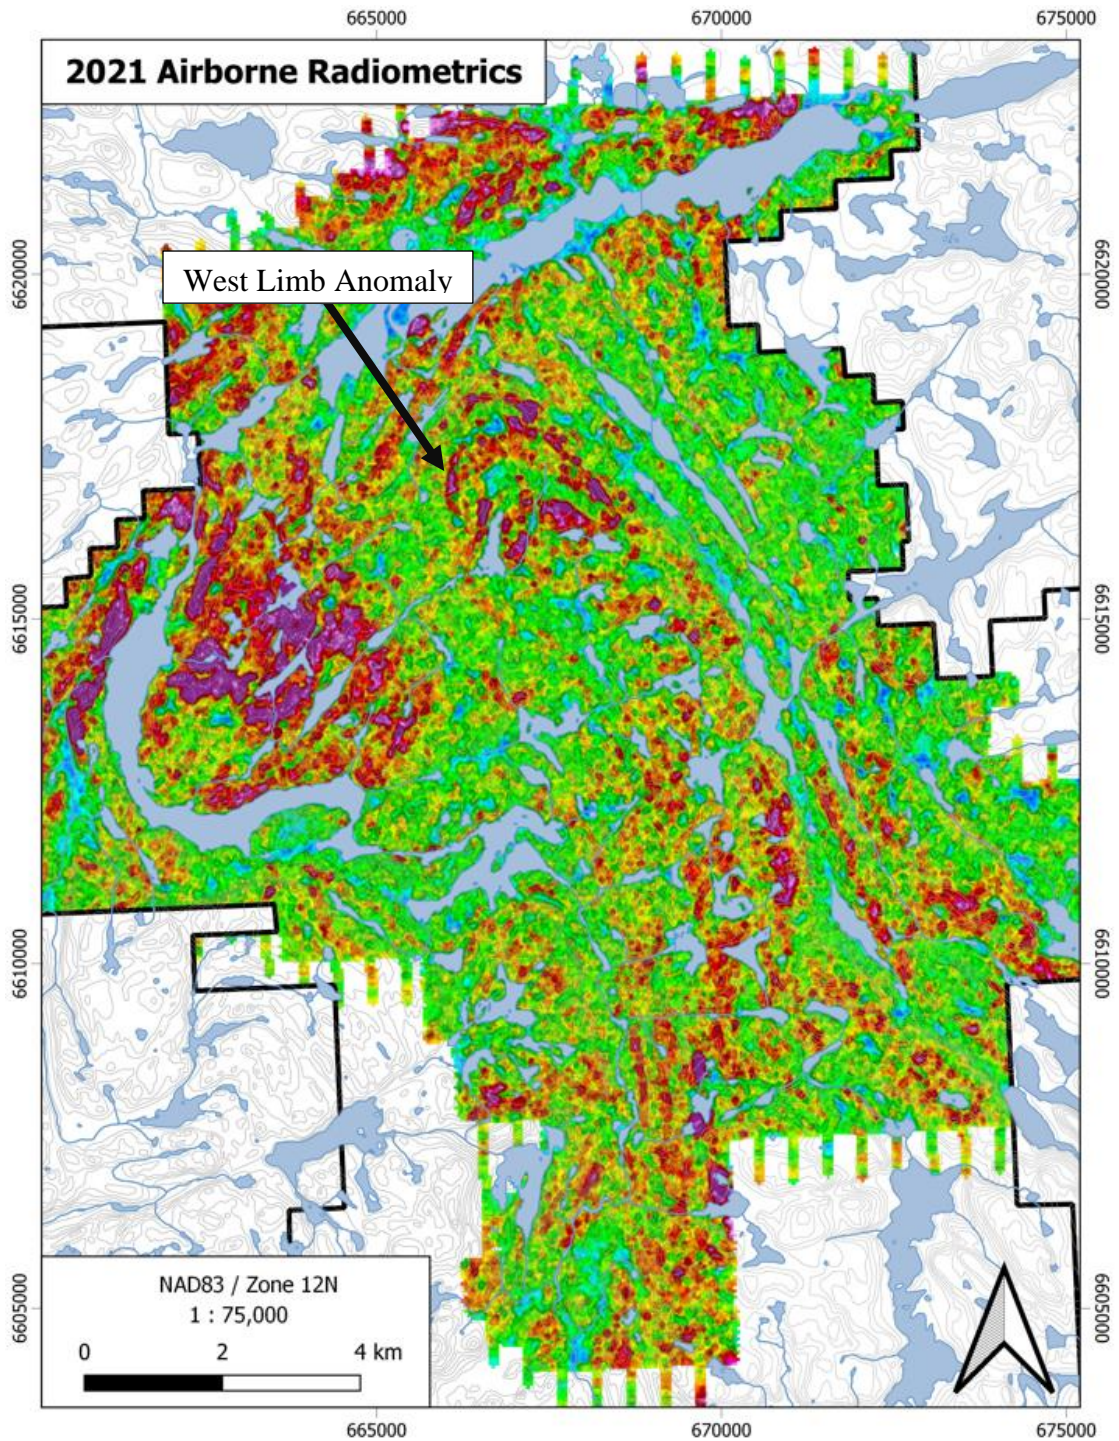 665000 670000 675000
2021 Airborne Radiometrics
6620000 6620000
West Limb Anomaly
6615000 6615000
6610000 6610000
6605000 6605000
NAD83 / Zone 12N
1 : 75,000
0 2 4 km
665000 670000 675000